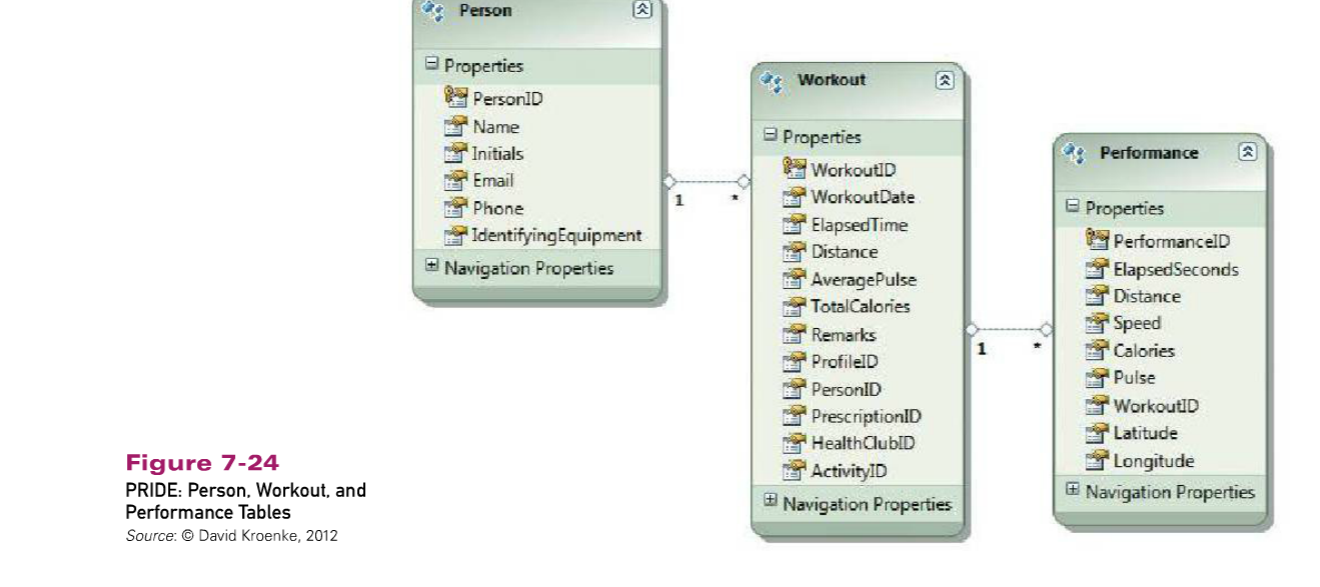 Person
Properties
PersonID
Name
Initials
Email
Phone
IdentifyingEquipment
Navigation Properties
1
*
Workout
Properties
WorkoutID
WorkoutDate
ElapsedTime
Distance
AveragePulse
TotalCalories
Remarks
ProfileID
PersonID
PrescriptionID
HealthClubID
ActivityID
Navigation Properties
1
*
Performance
Properties
PerformanceID
ElapsedSeconds
Distance
Speed
Calories
Pulse
WorkoutID
Latitude
Longitude
Navigation Properties
Figure 7-24
PRIDE: Person, Workout, and
Performance Tables
Source: © David Kroenke, 2012